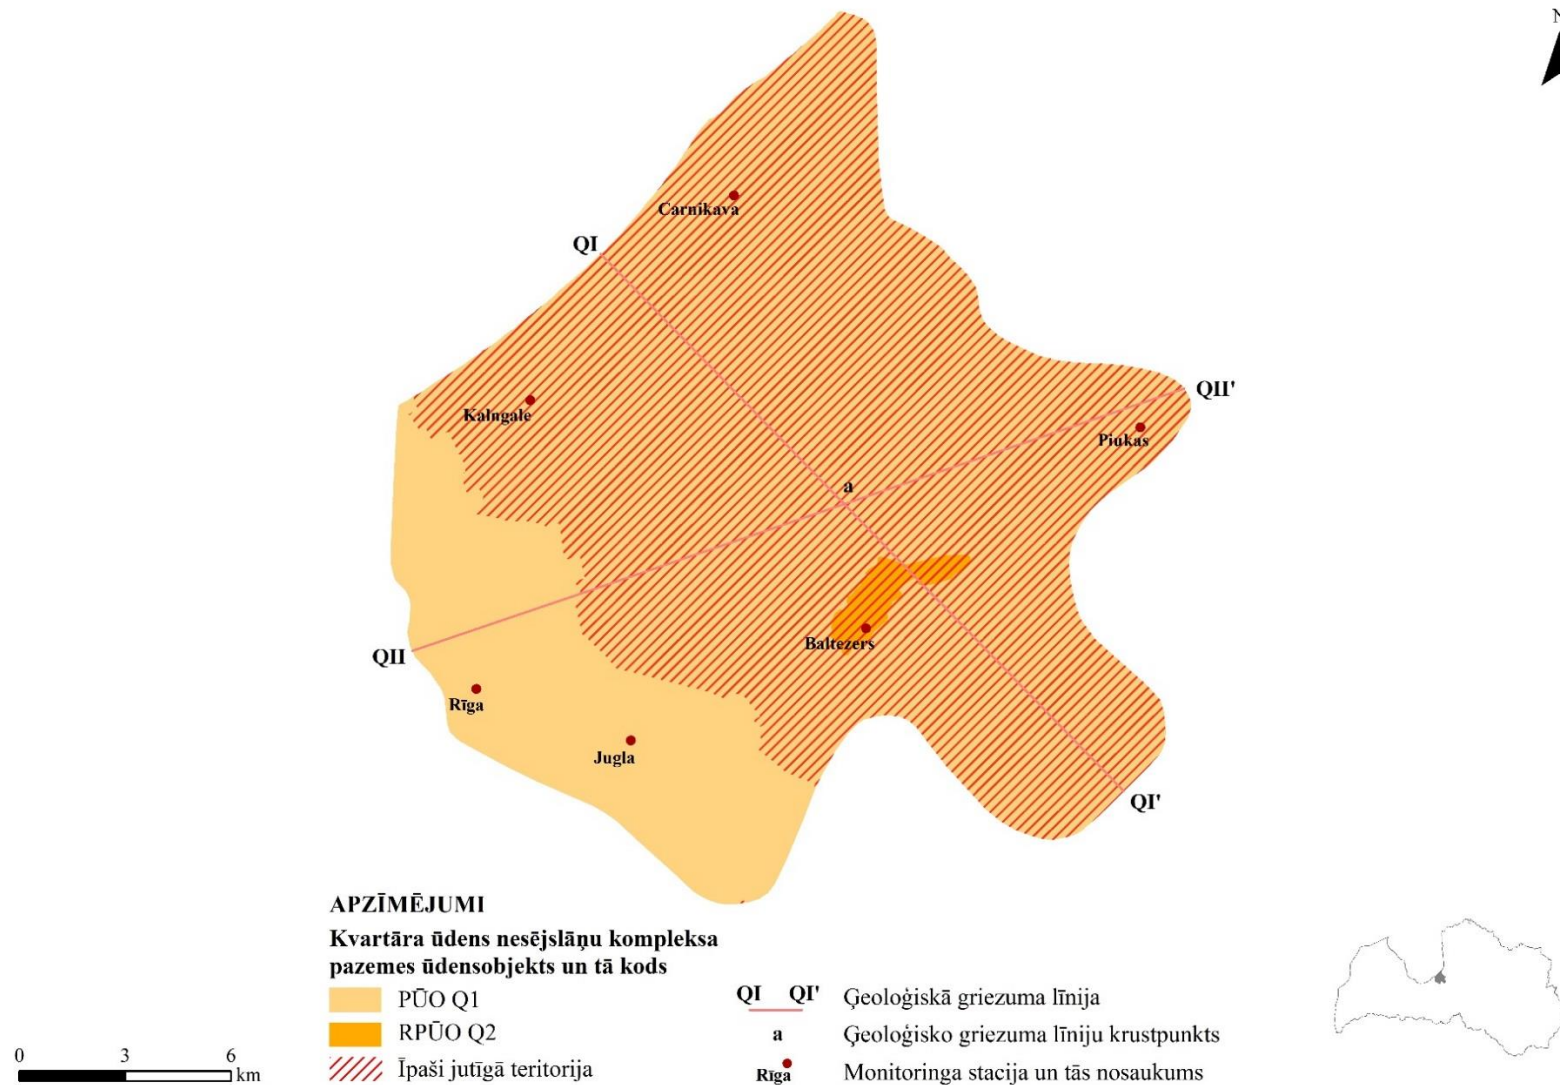 N
Carnikava
QI
Kalngale
QII'
Piukas
a
Baltezers
QII
Rīga
Jugla
QI'
APZĪMĒJUMI
Kvartāra ūdens nesējslāņu kompleksa
pazemes ūdensobjekts un tā kods
PŪO Q1
RPŪO Q2
Īpaši jutīgā teritorija
QI QI' Ģeoloģiskā griezuma līnija
a Ģeoloģisko griezuma līniju krustpunkts
Rīga Monitoringa stacija un tās nosaukums
0 3 6
km